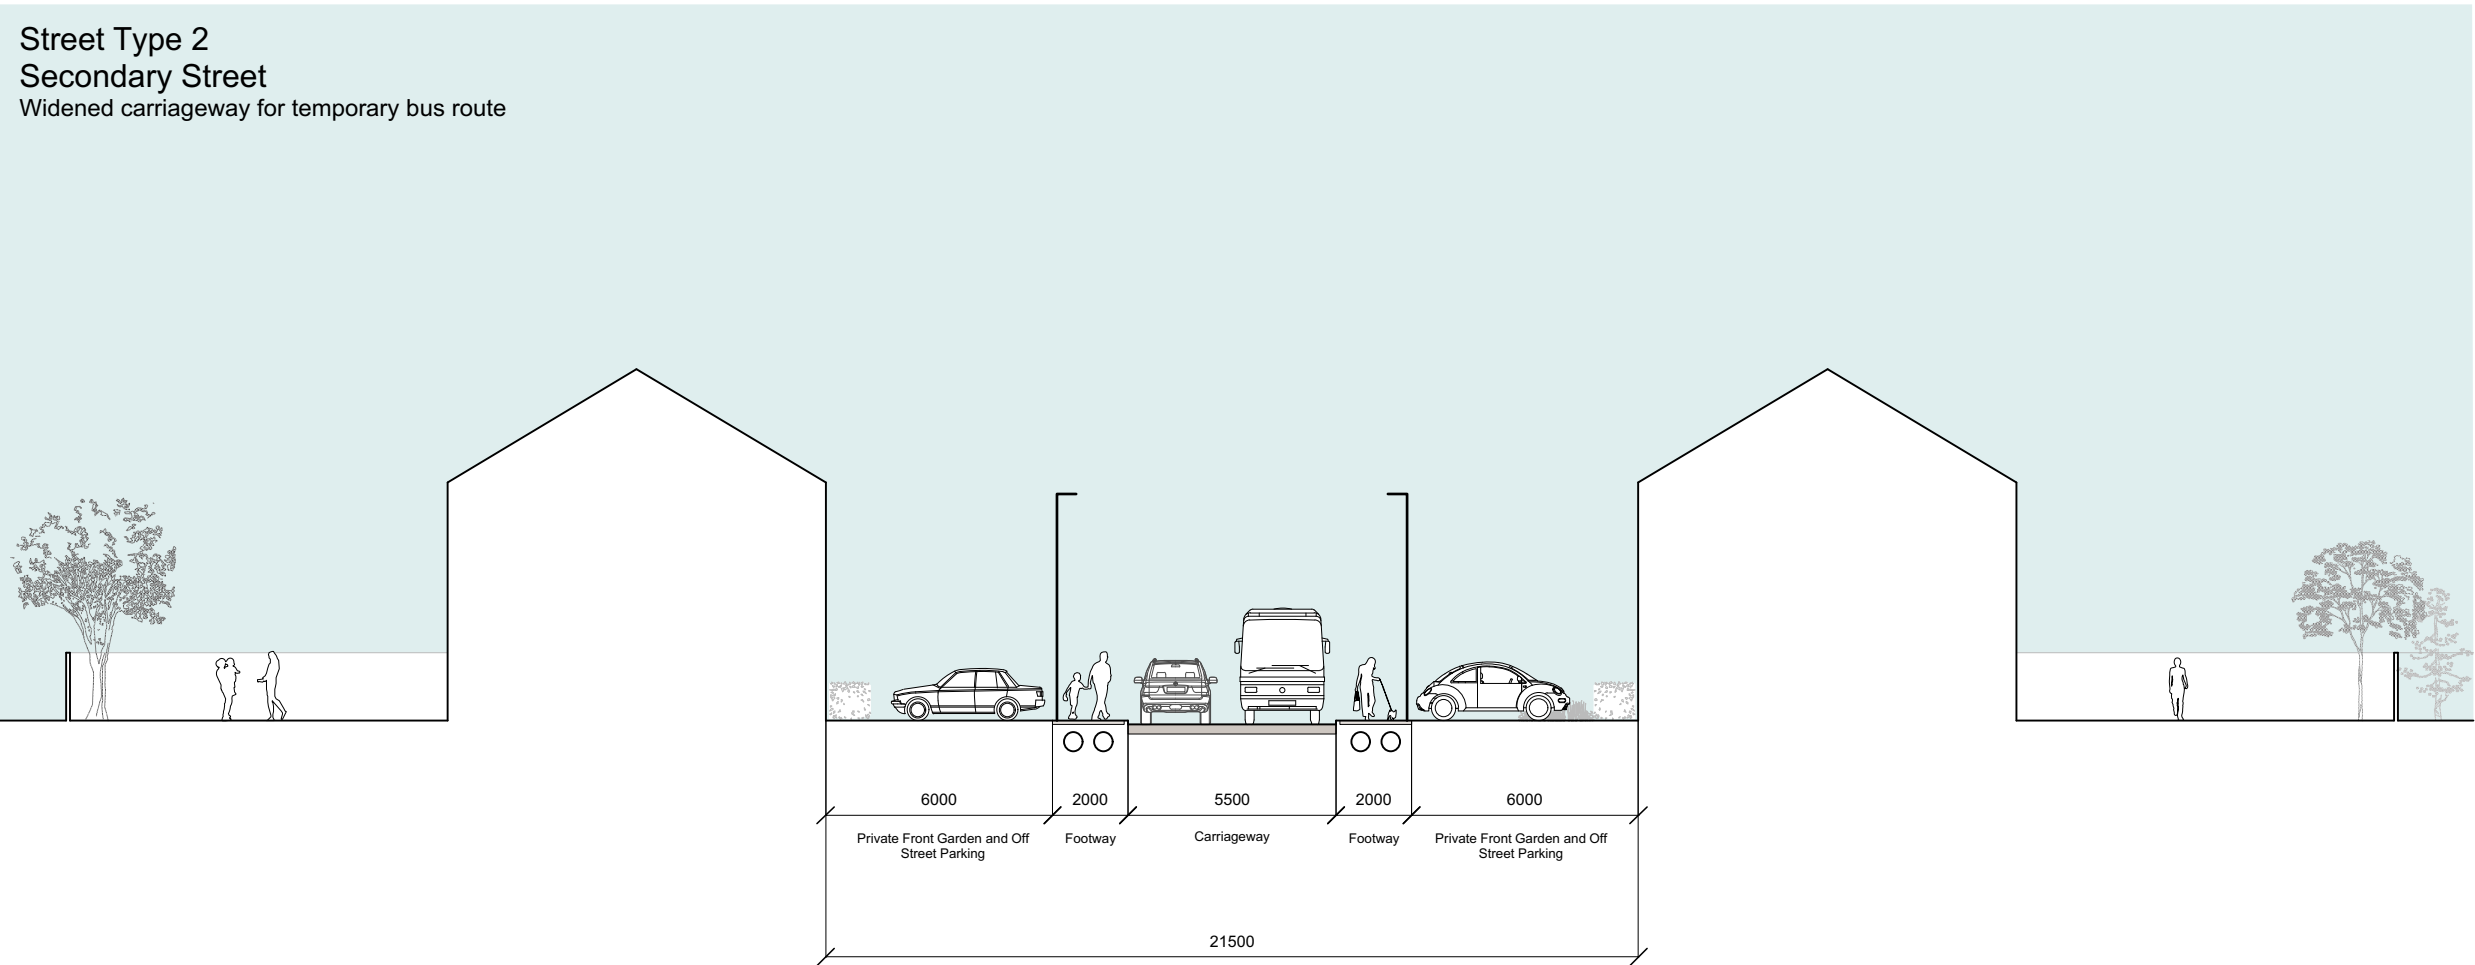 Street Type 2
Secondary Street
Widened carriageway for temporary bus route
6000
2000
5500
2000
6000
Private Front Garden and Off
Street Parking
Footway
Carriageway
Footway
Private Front Garden and Off
Street Parking
21500